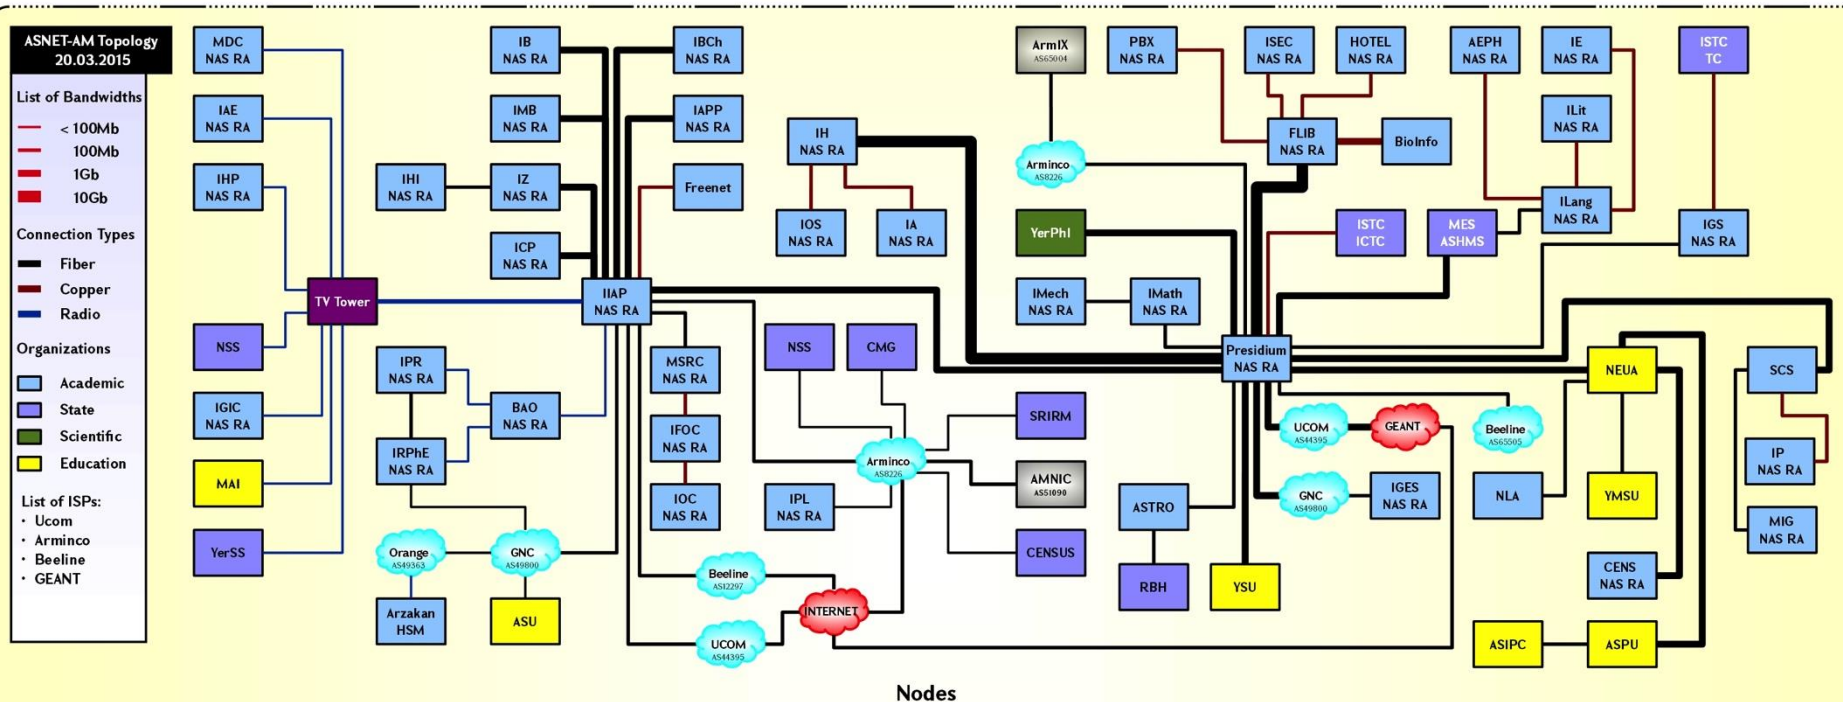 ASNET-AM Topology
20.03.2015
List of Bandwidths
< 100Mb
100Mb
1Gb
10Gb
Connection Types
Fiber
Copper
Radio
Organizations
Academic
State
Scientific
Education
List of ISPs:
· Ucom
· Arminco
· Beeline
· GEANT
MDC
NAS RA
IAE
NAS RA
IHP
NAS RA
TV Tower
NSS
IGIC
NAS RA
MAI
YerSS
IB
NAS RA
IBCh
NAS RA
IMB
NAS RA
IAPP
NAS RA
IHI
NAS RA
IZ
NAS RA
Freenet
ICP
NAS RA
IIAP
NAS RA
IPR
NAS RA
BAO
NAS RA
IRPhE
NAS RA
Orange
AS49363
GNC
AS49800
Arzakan
HSM
ASU
MSRC
NAS RA
IFOC
NAS RA
IOC
NAS RA
Beeline
AS12297
UCOM
AS44395
INTERNET
IH
NAS RA
IOS
NAS RA
IA
NAS RA
NSS
CMG
Arminco
AS8226
IPL
NAS RA
SRIRM
AMNIC
AS51090
CENSUS
ArmIX
AS65004
Arminco
AS8226
YerPhI
IMech
NAS RA
IMath
NAS RA
PBX
NAS RA
ISEC
NAS RA
HOTEL
NAS RA
FLIB
NAS RA
BioInfo
AEPH
NAS RA
IE
NAS RA
ILit
NAS RA
ILang
NAS RA
ISTC
TC
ISTC
ICTC
MES
ASHMS
IGS
NAS RA
Presidium
NAS RA
UCOM
AS44395
GEANT
Beeline
AS65505
GNC
AS49800
IGES
NAS RA
ASTRO
RBH
YSU
NEUA
NLA
YMSU
SCS
IP
NAS RA
MIG
NAS RA
CENS
NAS RA
ASIPC
ASPU
Nodes